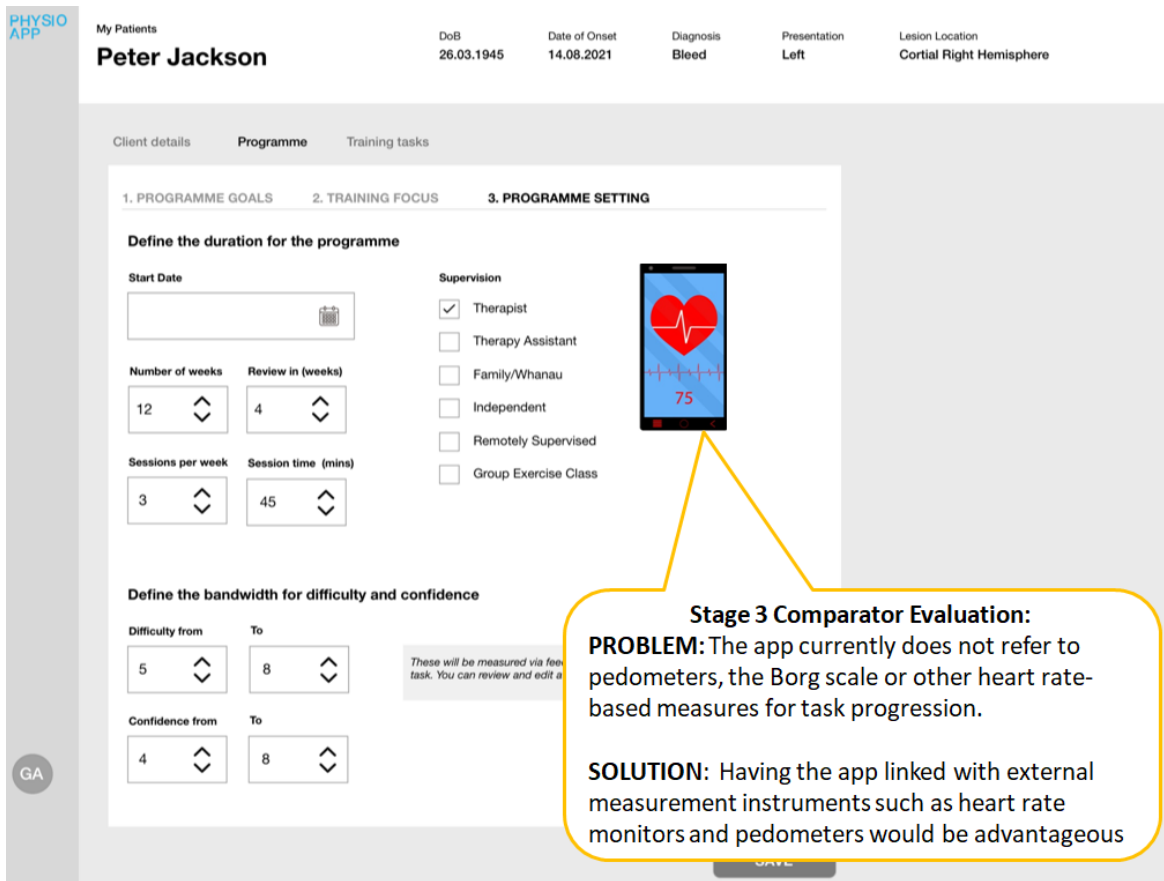 PHYSIO
APP
My Patients
Peter Jackson
DoB
26.03.1945
Date of Onset
14.08.2021
Diagnosis
Bleed
Presentation
Left
Lesion Location
Cortial Right Hemisphere
Client details Programme Training tasks
1. PROGRAMME GOALS 2. TRAINING FOCUS 3. PROGRAMME SETTING
Define the duration for the programme
Start Date
Number of weeks Review in (weeks)
12 4
Sessions per week Session time (mins)
3 45
Supervision
Therapist
Therapy Assistant
Family/Whanau
Independent
Remotely Supervised
Group Exercise Class
75
Define the bandwidth for difficulty and confidence
Difficulty from To
5 8
Confidence from To
4 8
These will be measured via
task. You can review and edit
GA
Stage 3 Comparator Evaluation:
PROBLEM: The app currently does not refer to
pedometers, the Borg scale or other heart rate-
based measures for task progression.
SOLUTION: Having the app linked with external
measurement instruments such as heart rate
monitors and pedometers would be advantageous
SAVE